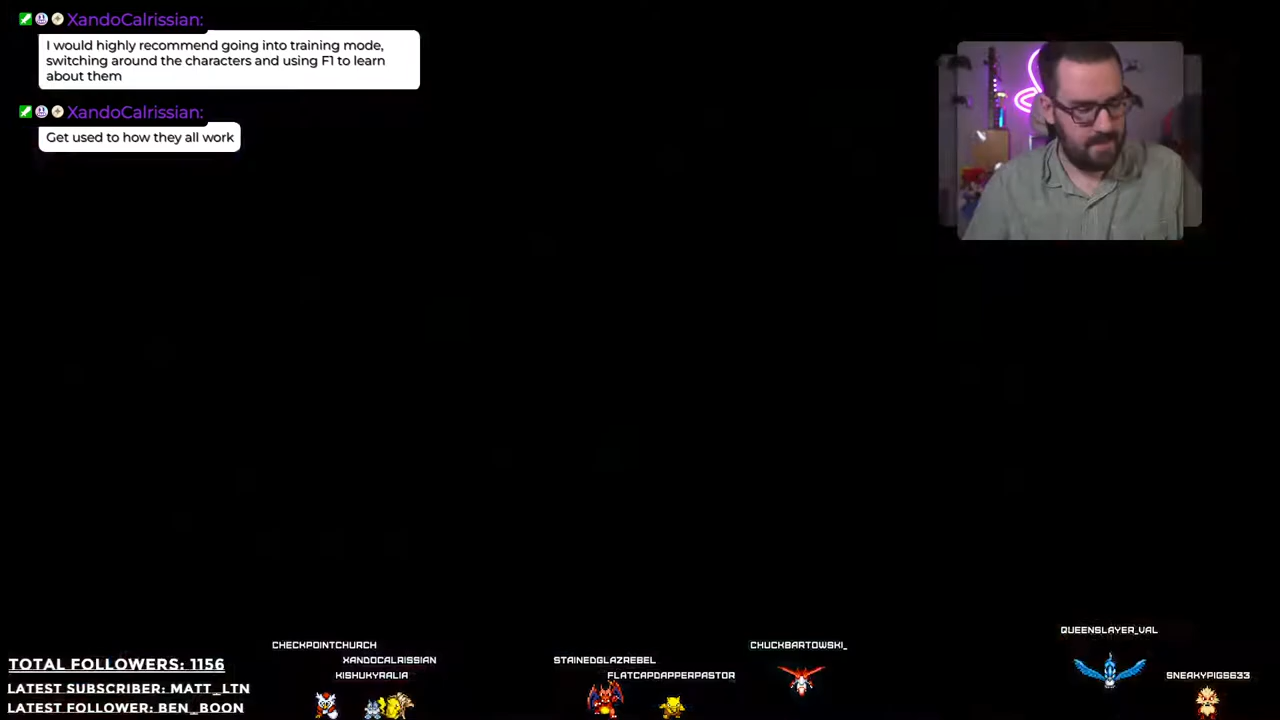 XandoCalrissian:
I would highly recommend going into training mode,
switching around the characters and using F1 to learn
about them
XandoCalrissian:
Get used to how they all work
TOTAL FOLLOWERS: 1156
LATEST SUBSCRIBER: MATT_LTN
LATEST FOLLOWER: BEN_BOON
CHECKPOINTCHURCH
XANDOCALRISSIAN
KISHUKYRALIA
STAINEDGLAZREBEL
FLATCAPDAPPERPASTOR
CHUCKBARTOWSKI_
QUEENSLAYER_VAL
SNEAKYPIGS633